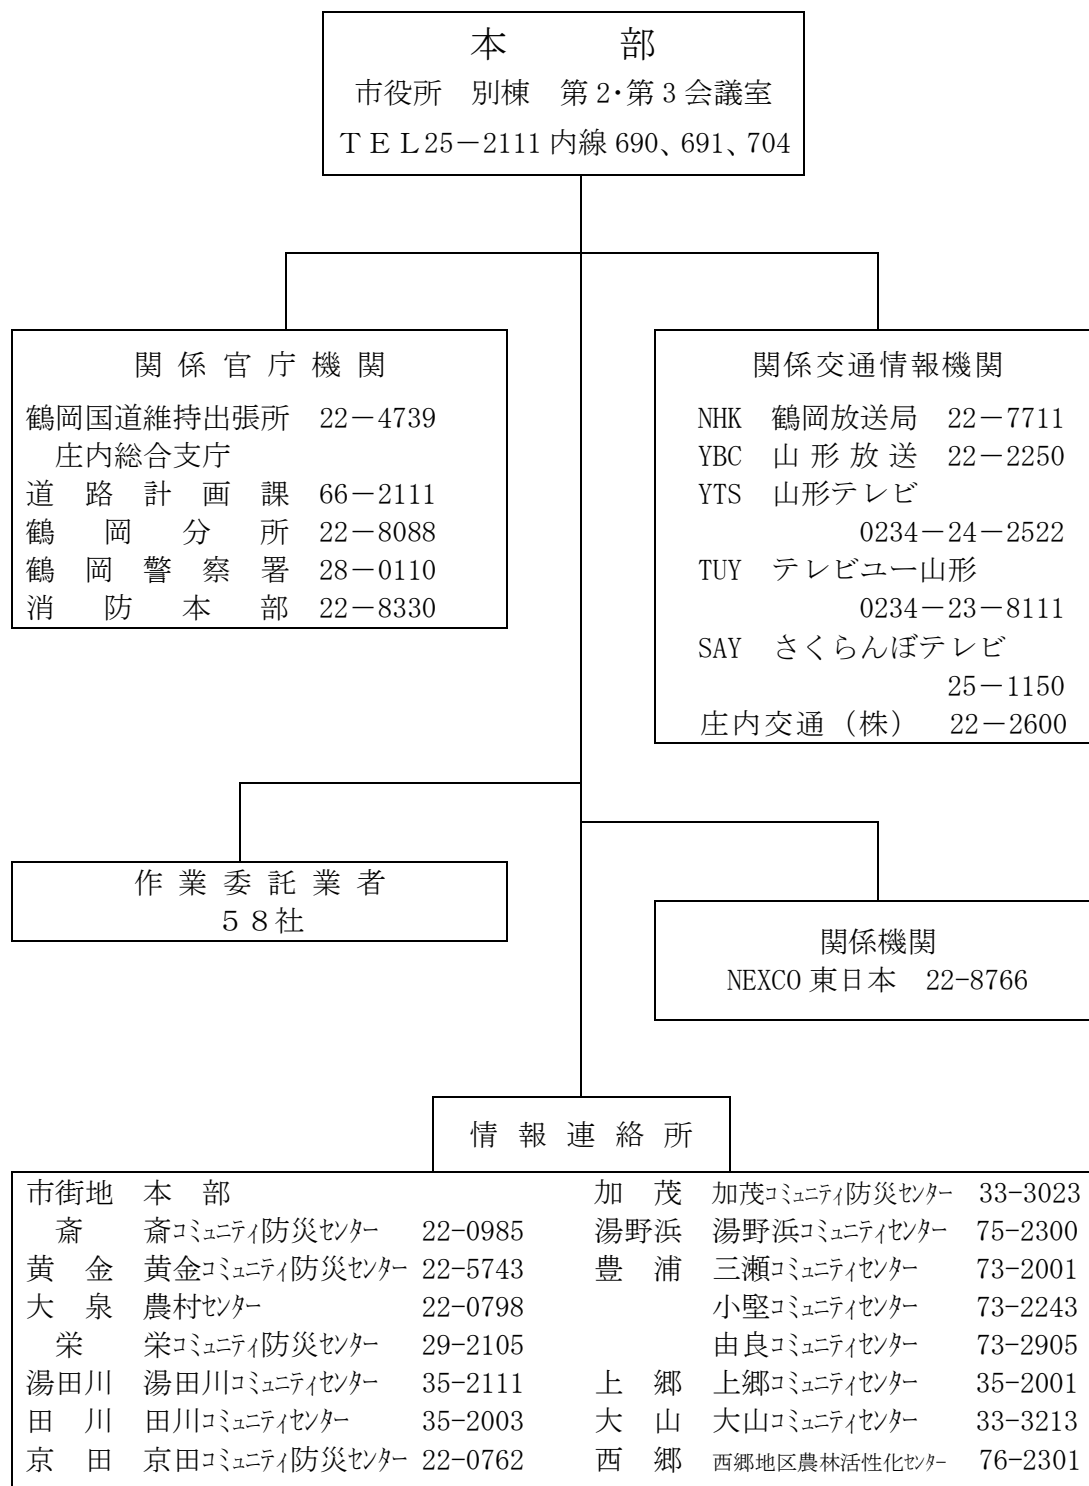 本　　　部
市役所　別棟　第2・第3会議室
ＴＥＬ25－2111内線690、691、704
関係官庁機関
鶴岡国道維持出張所　22－4739
庄内総合支庁
道路計画課　66－2111
鶴岡分所　22－8088
鶴岡警察署　28－0110
消防本部　22－8330
関係交通情報機関
NHK　鶴岡放送局　22－7711
YBC　山形放送　22－2250
YTS　山形テレビ
0234－24－2522
TUY　テレビユー山形
0234－23－8111
SAY　さくらんぼテレビ
25－1150
庄内交通（株）　22－2600
作業委託業者
５８社
関係機関
NEXCO東日本　22-8766
情報連絡所
市街地　本　部
斎　斎コミュニティ防災センター　22-0985
黄　金　黄金コミュニティ防災センター　22-5743
大　泉　農村センター　22-0798
栄　栄コミュニティ防災センター　29-2105
湯田川　湯田川コミュニティセンター　35-2111
田　川　田川コミュニティセンター　35-2003
京　田　京田コミュニティ防災センター　22-0762
加　茂　加茂コミュニティ防災センター　33-3023
湯野浜　湯野浜コミュニティセンター　75-2300
豊　浦　三瀬コミュニティセンター　73-2001
小堅コミュニティセンター　73-2243
由良コミュニティセンター　73-2905
上　郷　上郷コミュニティセンター　35-2001
大　山　大山コミュニティセンター　33-3213
西　郷　西郷地区農林活性化センター　76-2301